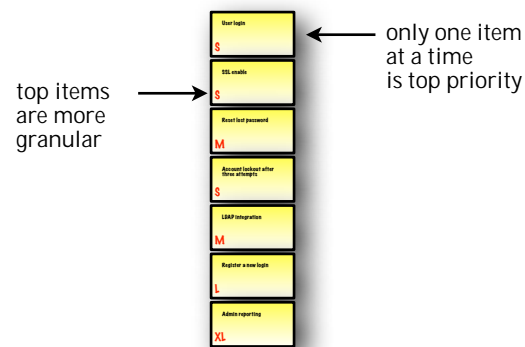 User login
S
only one item
at a time
is top priority
SSL enable
S
top items
are more
granular
Reset lost password
M
Account lockout after
three attempts
S
LDAP integration
M
Register a new login
L
Admin reporting
XL